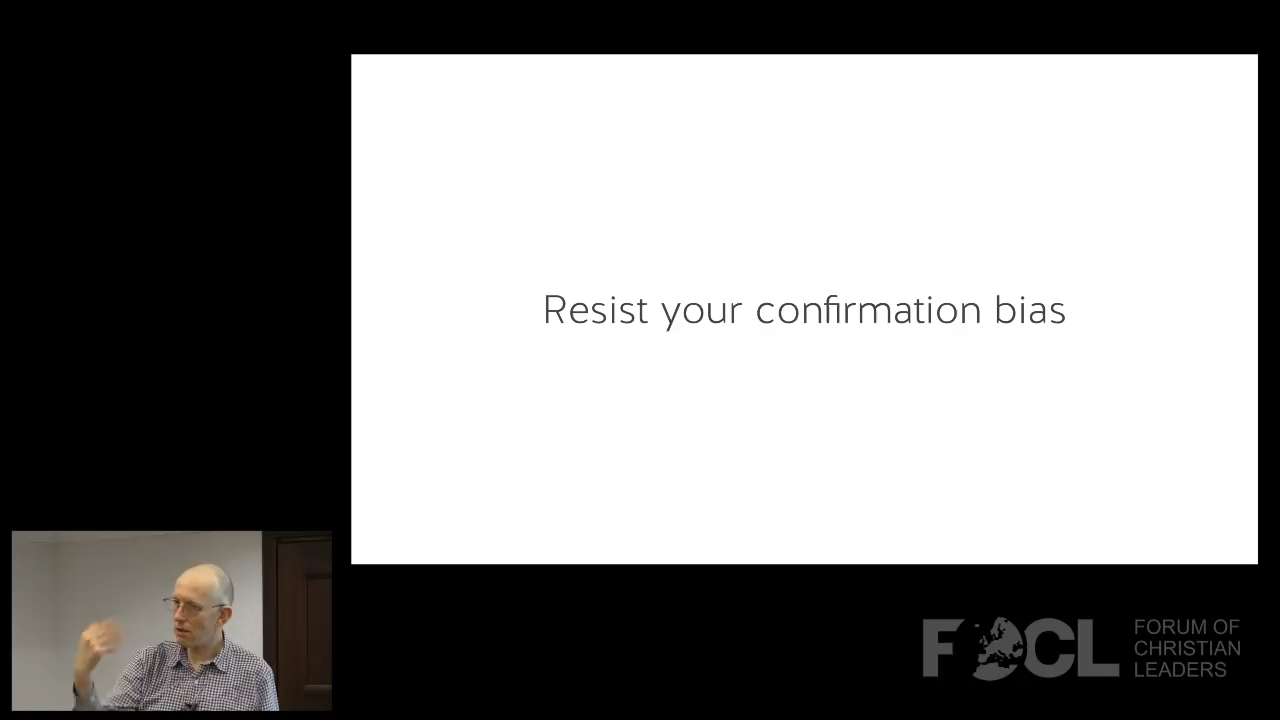 Resist your confirmation bias
FOCL
FORUM OF
CHRISTIAN
LEADERS